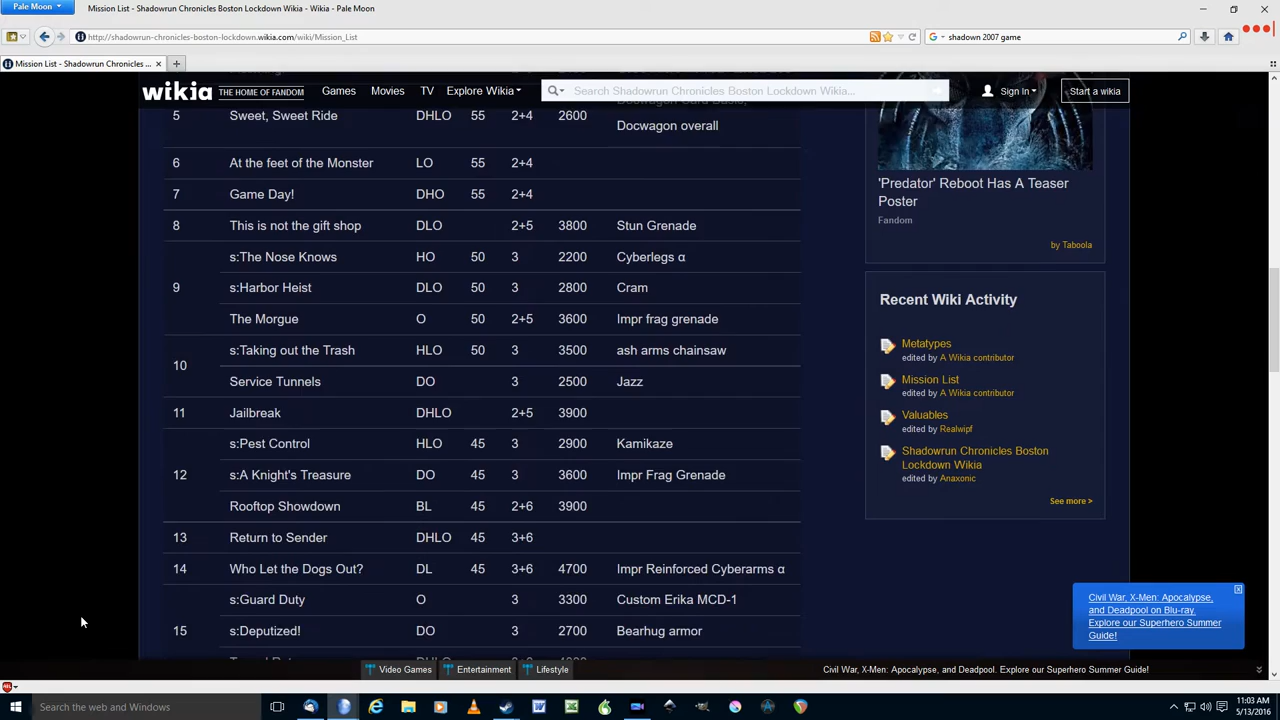 Pale Moon
Mission List - Shadowrun Chronicles Boston Lockdown Wikia - Wikia - Pale Moon
http://shadowrun-chronicles-boston-lockdown.wikia.com/wiki/Mission_List
shadown 2007 game
Mission List - Shadowrun Chronicles ...
wikia THE HOME OF FANDOM Games Movies TV Explore Wikia Search Shadowrun Chronicles Boston Lockdown Wikia... Sign In Start a wikia
5 Sweet, Sweet Ride DHLO 55 2+4 2600
Docwagon overall
6 At the feet of the Monster LO 55 2+4
7 Game Day! DHO 55 2+4
8 This is not the gift shop DLO 2+5 3800 Stun Grenade
s:The Nose Knows HO 50 3 2200 Cyberlegs α
9 s:Harbor Heist DLO 50 3 2800 Cram
The Morgue O 50 2+5 3600 Impr frag grenade
10 s:Taking out the Trash HLO 50 3 3500 ash arms chainsaw
Service Tunnels DO 3 2500 Jazz
11 Jailbreak DHLO 2+5 3900
s:Pest Control HLO 45 3 2900 Kamikaze
12 s:A Knight's Treasure DO 45 3 3600 Impr Frag Grenade
Rooftop Showdown BL 45 2+6 3900
13 Return to Sender DHLO 45 3+6
14 Who Let the Dogs Out? DL 45 3+6 4700 Impr Reinforced Cyberarms α
s:Guard Duty O 3 3300 Custom Erika MCD-1
15 s:Deputized! DO 3 2700 Bearhug armor
'Predator' Reboot Has A Teaser
Poster
Fandom
by Taboola
Recent Wiki Activity
Metatypes
edited by A Wikia contributor
Mission List
edited by A Wikia contributor
Valuables
edited by Realwipf
Shadowrun Chronicles Boston
Lockdown Wikia
edited by Anaxonic
See more >
Civil War, X-Men: Apocalypse,
and Deadpool on Blu-ray.
Explore our Superhero Summer
Guide!
Video Games Entertainment Lifestyle
Civil War, X-Men: Apocalypse, and Deadpool. Explore our Superhero Summer Guide!
Search the web and Windows
11:03 AM
5/13/2016